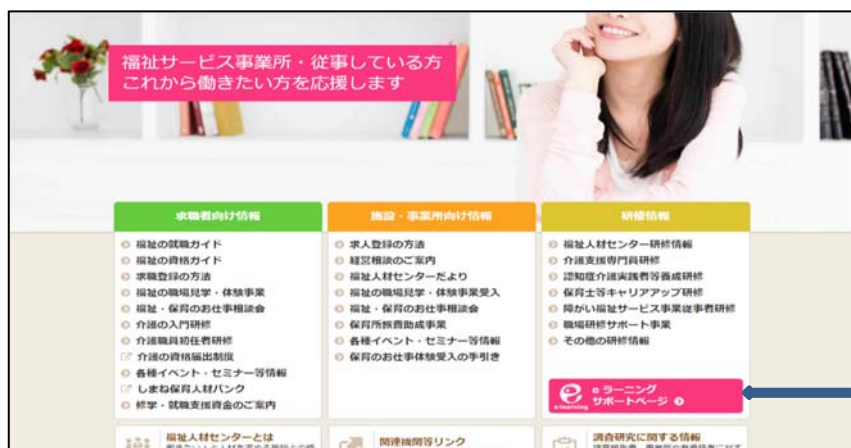 福祉サービス事業所・従事している方
これから働きたい方を応援します
求職者向け情報
福祉の就職ガイド
福祉の資格ガイド
求職登録の方法
福祉の職場見学・体験事業
福祉・保育のお仕事相談会
介護の入門研修
介護職員初任者研修
介護の資格届出制度
各種イベント・セミナー等情報
しまね保育人材バンク
修学・就職支援資金のご案内
施設・事業所向け情報
求人登録の方法
経営相談のご案内
福祉人材センターだより
福祉の職場見学・体験事業受入
福祉・保育のお仕事相談会
保育所旅費助成事業
各種イベント・セミナー等情報
保育のお仕事体験受入の手引き
研修情報
福祉人材センター研修情報
介護支援専門員研修
認知症介護実践者等養成研修
保育士等キャリアアップ研修
障がい福祉サービス事業従事者研修
職場研修サポート事業
その他の研修情報
e-learning
eラーニング
サポートページ
福祉人材センターとは
関連機関等リンク
調査研究に関する情報